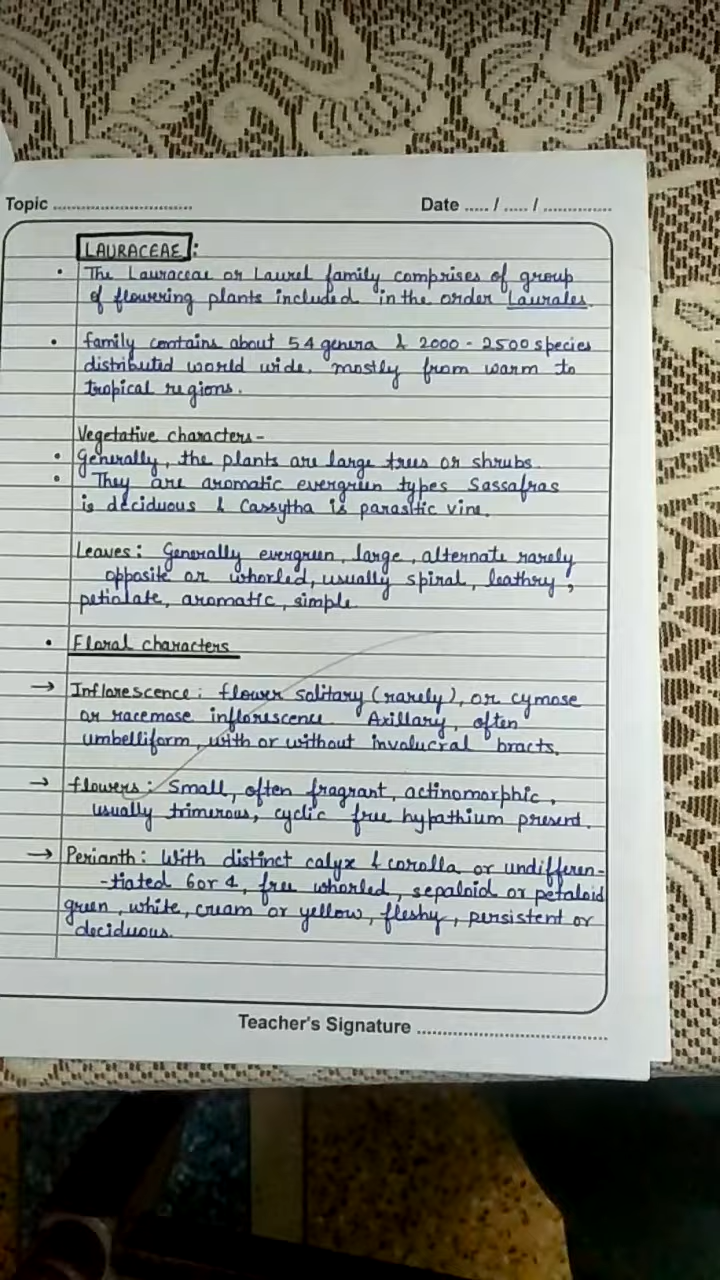 Topic ............................
Date ..... / ..... / ...............
LAURACEAE :
• The Lauraceae or Laurel family comprises of group
of flowering plants included in the order Laurales.
• family contains about 54 genera & 2000 - 2500 species
distributed world wide. mostly from warm to
tropical regions.
Vegetative characters -
• Generally, the plants are large trees or shrubs.
• They are aromatic evergreen types Sassafras
is deciduous & Cassytha is parasitic vine.
Leaves : Generally evergreen, large, alternate rarely
opposite or whorled, usually spiral, leathry,
petiolate, aromatic, simple.
• Floral characters
→ Inflorescence : flower solitary (rarely), or cymose
or racemose inflorescence. Axillary, often
umbelliform, with or without involucral bracts.
→ flowers : Small, often fragrant, actinomorphic,
usually trimerous, cyclic free hypathium present.
→ Perianth : With distinct calyx & corolla or undifferen-
-tiated 6 or 4, free whorled, sepaloid or petaloid
green, white, cream or yellow, fleshy, persistent or
deciduous.
Teacher's Signature ......................................